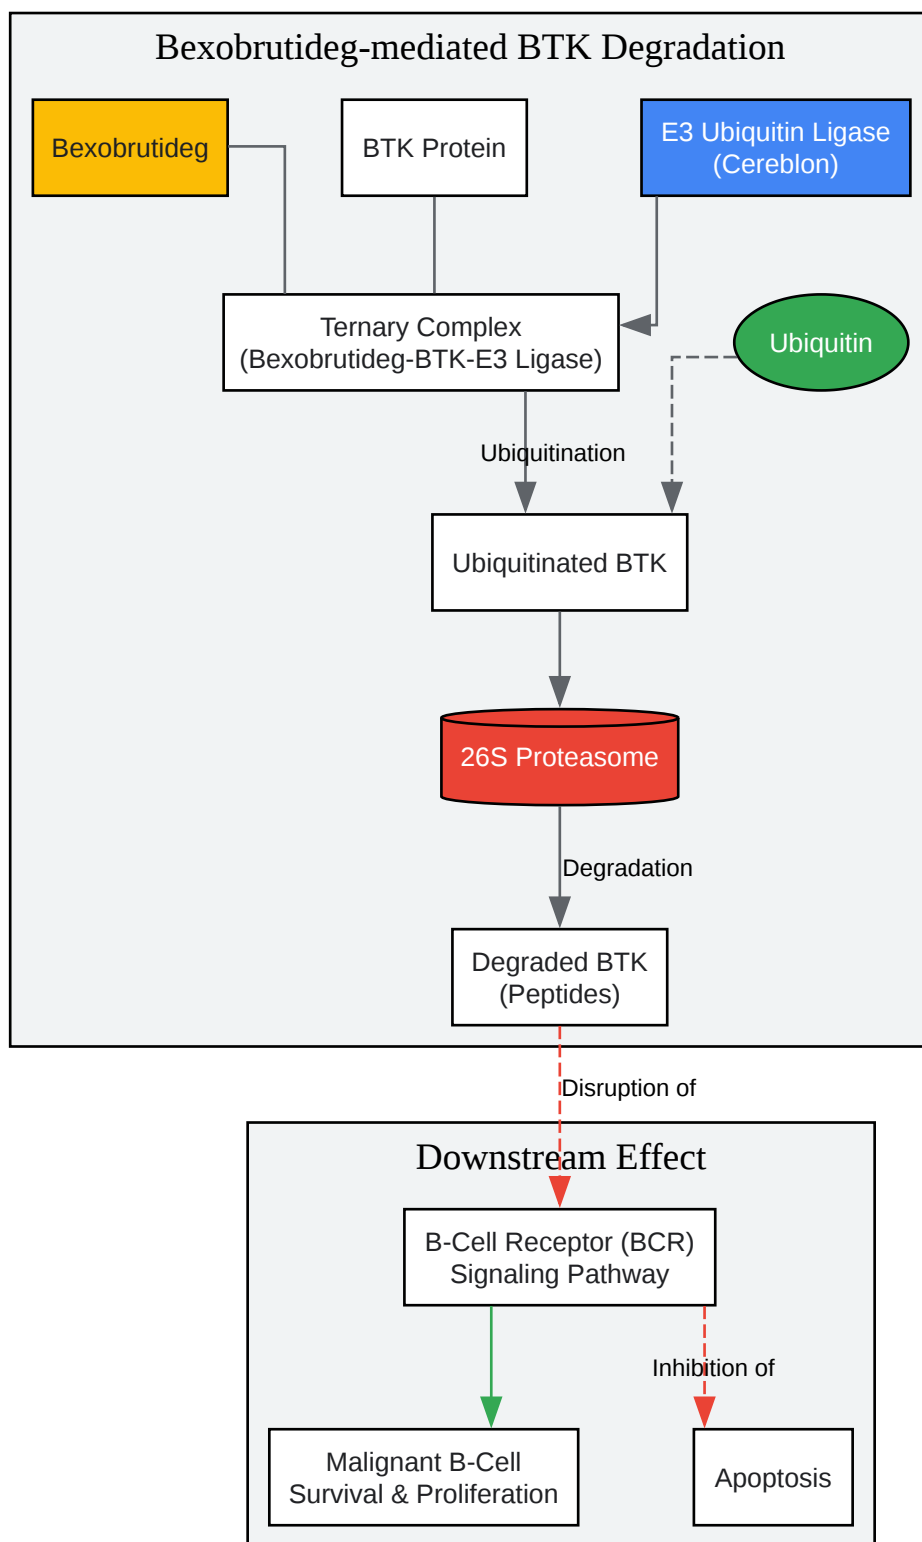 Bexobrutideg-mediated BTK Degradation
Bexobrutideg
BTK Protein
E3 Ubiquitin Ligase
(Cereblon)
Ternary Complex
(Bexobrutideg-BTK-E3 Ligase)
Ubiquitin
Ubiquitination
Ubiquitinated BTK
26S Proteasome
Degradation
Degraded BTK
(Peptides)
Disruption of
Downstream Effect
B-Cell Receptor (BCR)
Signaling Pathway
Inhibition of
Malignant B-Cell
Survival & Proliferation
Apoptosis